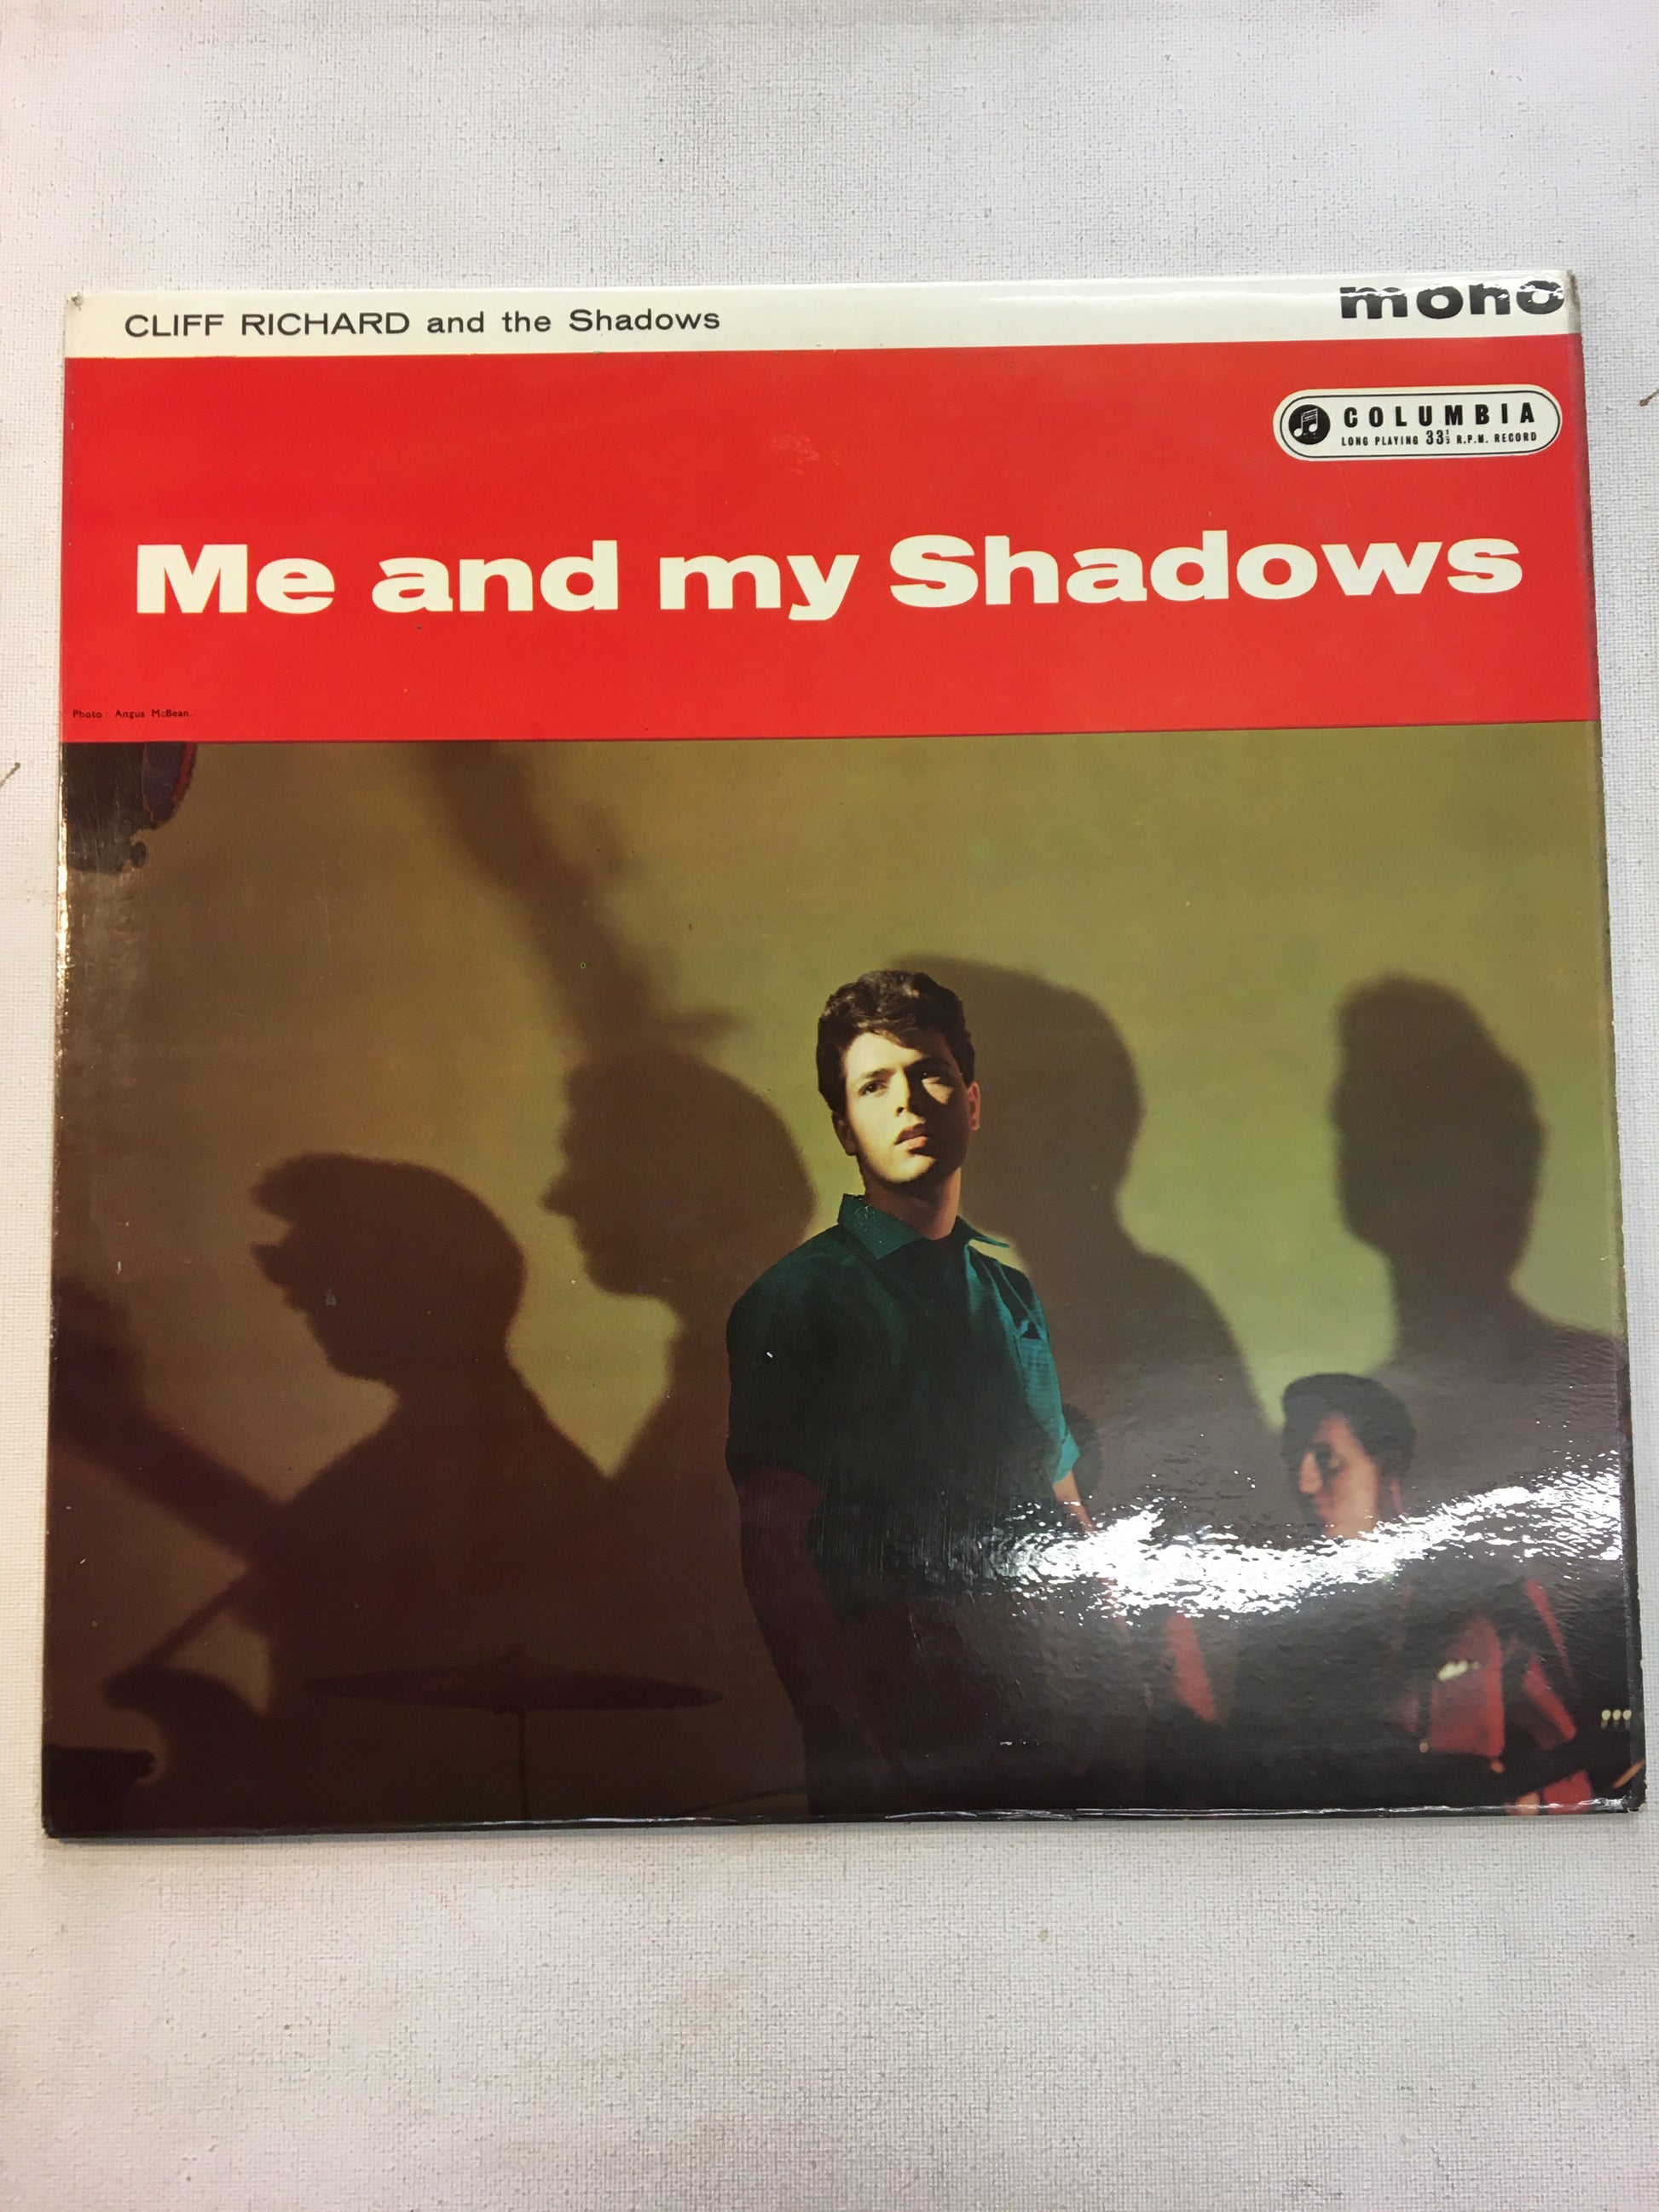 CLIFF RICHARD and the Shadows
mono
COLUMBIA
LONG PLAYING 33⅓ R.P.M. RECORD
Me and my Shadows
Photo : Angus McBean.